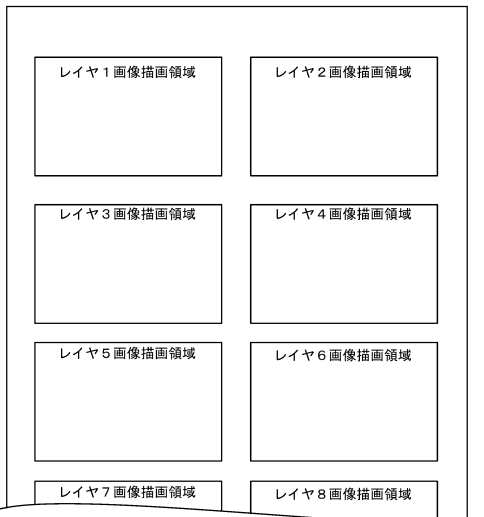 レイヤ１画像描画領域
レイヤ２画像描画領域
レイヤ３画像描画領域
レイヤ４画像描画領域
レイヤ５画像描画領域
レイヤ６画像描画領域
レイヤ７画像描画領域
レイヤ８画像描画領域